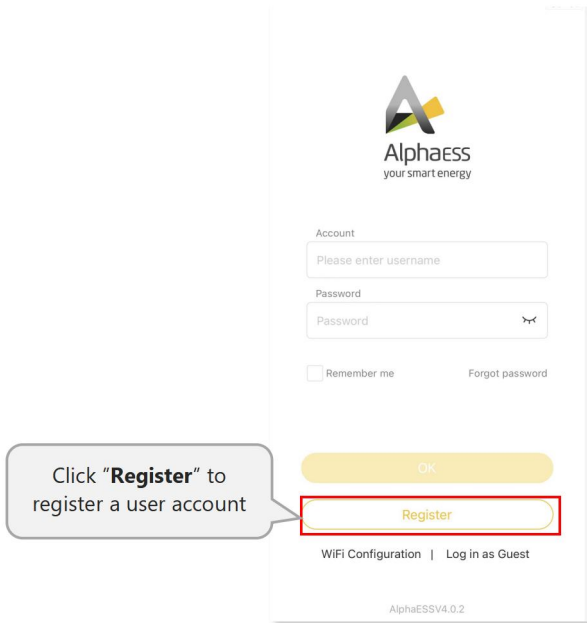 Alphaess
your smart energy
Account
Please enter username
Password
Password
Remember me Forgot password
OK
Click "Register" to
register a user account
Register
WiFi Configuration | Log in as Guest
AlphaESSV4.0.2